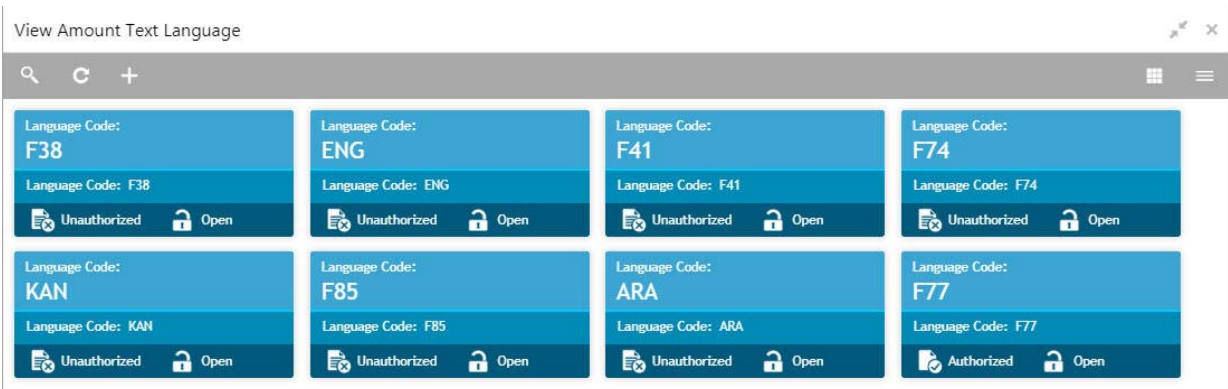 View Amount Text Language
Language Code:
F38
Language Code: F38
Unauthorized Open
Language Code:
ENG
Language Code: ENG
Unauthorized Open
Language Code:
F41
Language Code: F41
Unauthorized Open
Language Code:
F74
Language Code: F74
Unauthorized Open
Language Code:
KAN
Language Code: KAN
Unauthorized Open
Language Code:
F85
Language Code: F85
Unauthorized Open
Language Code:
ARA
Language Code: ARA
Unauthorized Open
Language Code:
F77
Language Code: F77
Authorized Open